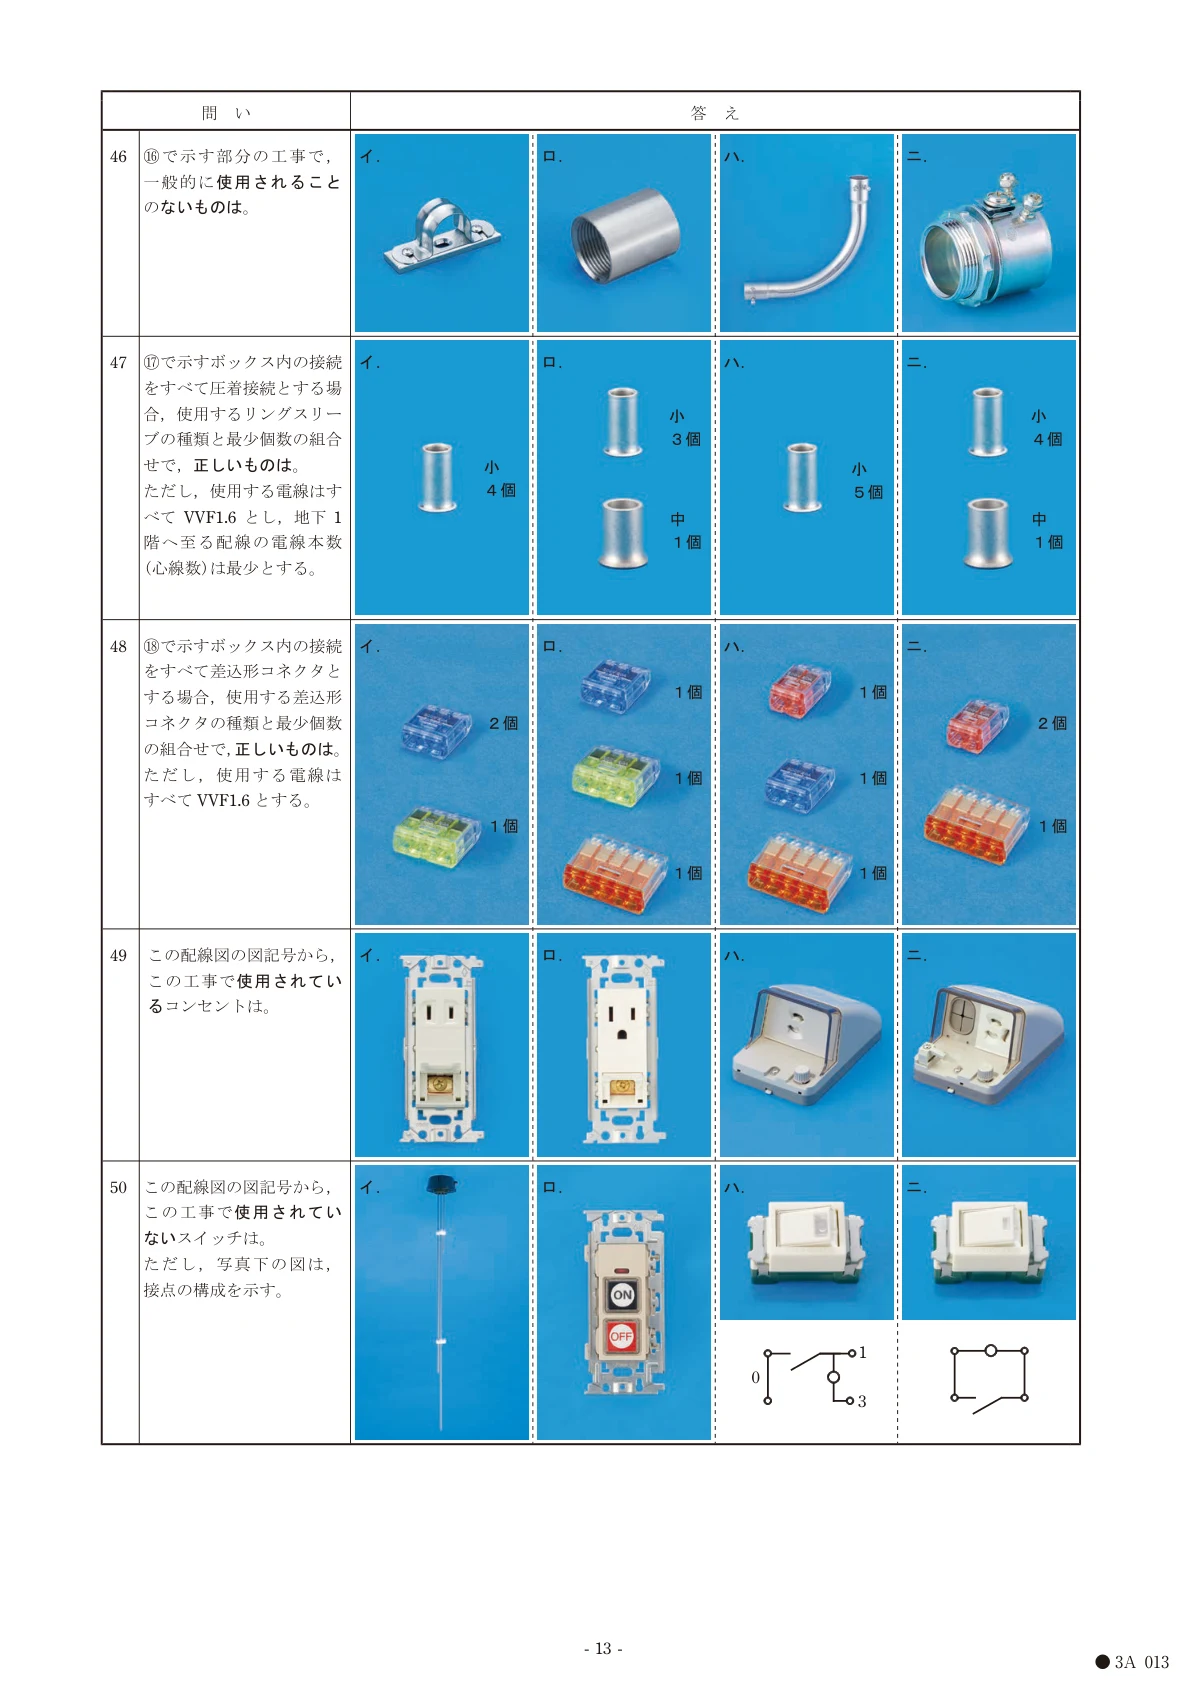 問　い
答　え
46
⑯で示す部分の工事で，
一般的に使用されること
のないものは。
イ．
ロ．
ハ．
ニ．
47
⑰で示すボックス内の接続
をすべて圧着接続とする場
合，使用するリングスリー
ブの種類と最少個数の組合
せで，正しいものは。
ただし，使用する電線はす
べて VVF1.6 とし，地下 1
階へ至る配線の電線本数
(心線数)は最少とする。
イ．
小
4個
ロ．
小
3個
中
1個
ハ．
小
5個
ニ．
小
4個
中
1個
48
⑱で示すボックス内の接続
をすべて差込形コネクタと
する場合，使用する差込形
コネクタの種類と最少個数
の組合せで，正しいものは。
ただし，使用する電線は
すべて VVF1.6 とする。
イ．
2個
1個
ロ．
1個
1個
1個
ハ．
1個
1個
1個
ニ．
2個
1個
49
この配線図の図記号から，
この工事で使用されてい
るコンセントは。
イ．
ロ．
ハ．
ニ．
50
この配線図の図記号から，
この工事で使用されてい
ないスイッチは。
ただし，写真下の図は，
接点の構成を示す。
イ．
ロ．
ON
OFF
ハ．
0
1
3
ニ．
- 13 -
●3A 013